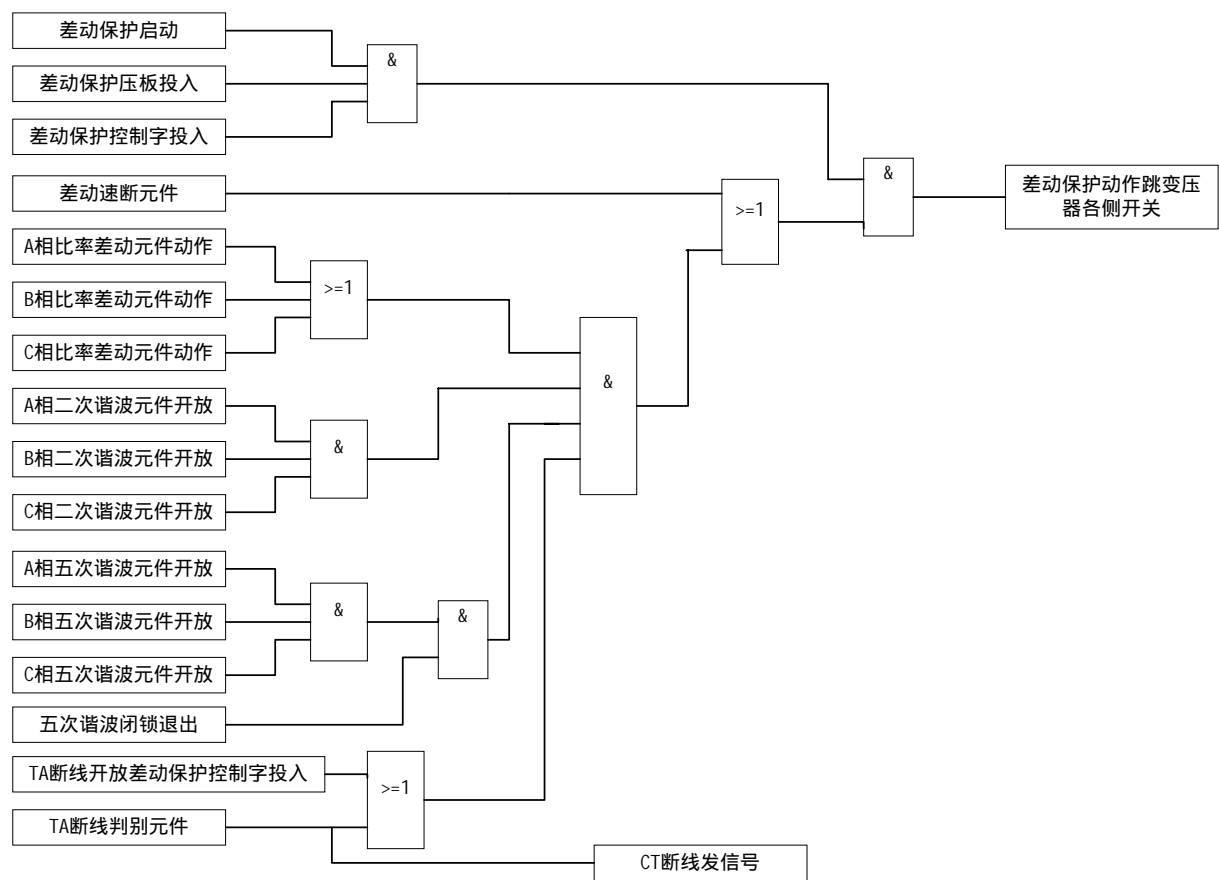 差动保护启动
差动保护压板投入
差动保护控制字投入
&
差动速断元件
>=1
&
差动保护动作跳变压
器各侧开关
A相比率差动元件动作
B相比率差动元件动作
C相比率差动元件动作
>=1
A相二次谐波元件开放
B相二次谐波元件开放
C相二次谐波元件开放
&
&
A相五次谐波元件开放
B相五次谐波元件开放
C相五次谐波元件开放
&
&
五次谐波闭锁退出
TA断线开放差动保护控制字投入
>=1
TA断线判别元件
CT断线发信号